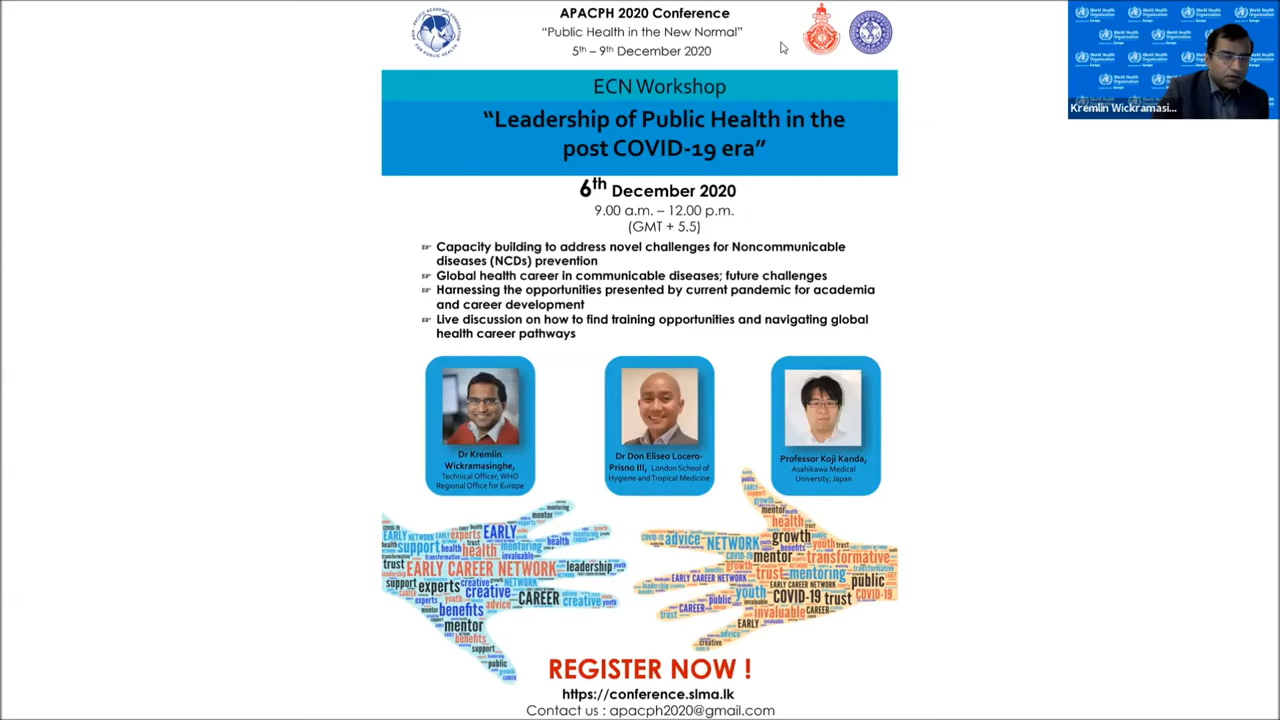 APACPH 2020 Conference
“Public Health in the New Normal”
5th – 9th December 2020
ECN Workshop
“Leadership of Public Health in the
post COVID-19 era”
6th December 2020
9.00 a.m. – 12.00 p.m.
(GMT + 5.5)
Capacity building to address novel challenges for Noncommunicable
diseases (NCDs) prevention
Global health career in communicable diseases; future challenges
Harnessing the opportunities presented by current pandemic for academia
and career development
Live discussion on how to find training opportunities and navigating global
health career pathways
Dr Kremlin
Wickramasinghe,
Technical Officer, WHO
Regional Office for Europe
Dr Don Eliseo Lucero-
Prisno III, London School of
Hygiene and Tropical Medicine
Professor Koji Kanda,
Asahikawa Medical
University, Japan
EARLY CAREER NETWORK
leadership
experts
creative
CAREER
benefits
mentor
support
health
mentoring
invaluable
EARLY
trust
advice
NETWORK
growth
transformative
public
COVID-19
youth
REGISTER NOW !
https://conference.slma.lk
Contact us : apacph2020@gmail.com
Kremlin Wickramasi...
World Health
Organization
Europe